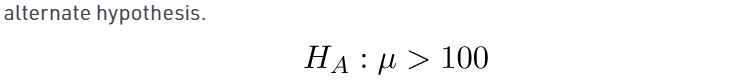 alternate hypothesis.
H_A : μ > 100